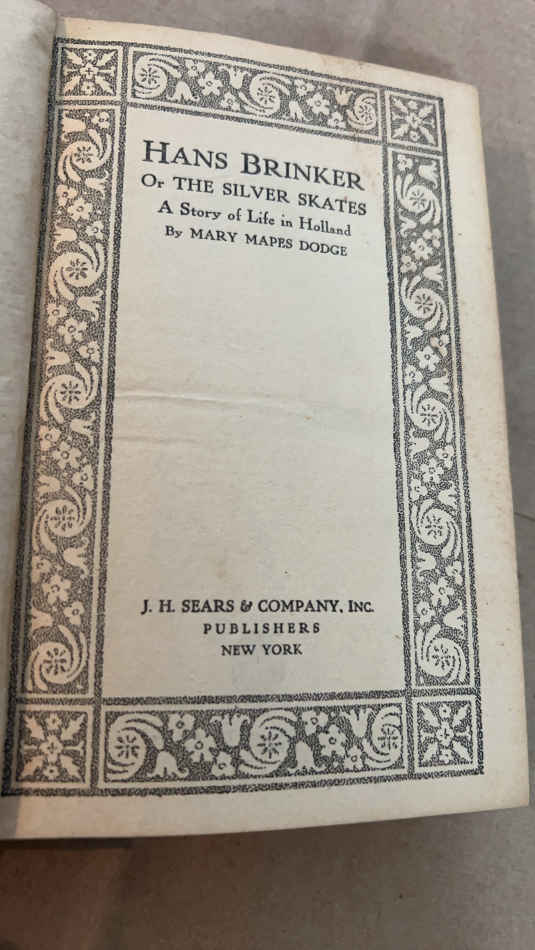 HANS BRINKER
Or THE SILVER SKATES
A Story of Life in Holland
By MARY MAPES DODGE
J. H. SEARS & COMPANY, INC.
PUBLISHERS
NEW YORK